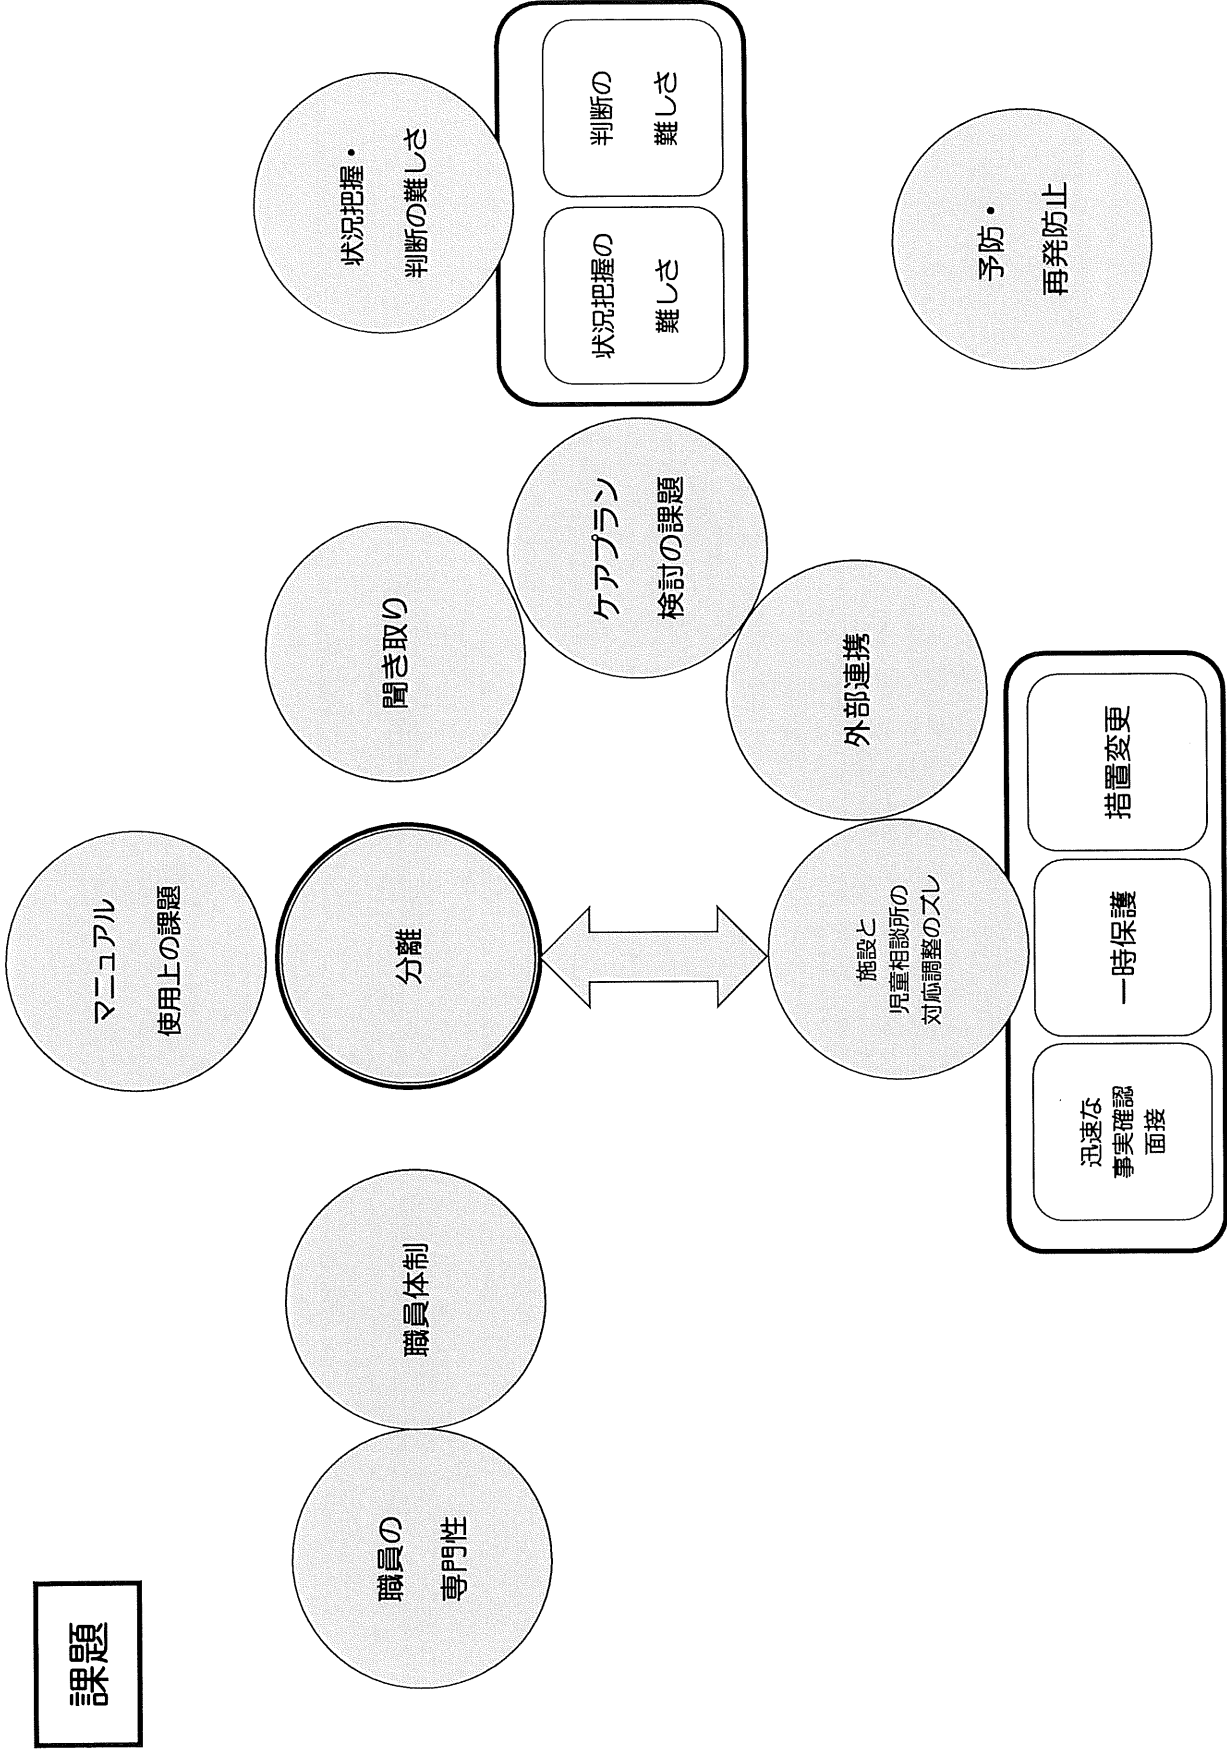 課題
マニュアル
使用上の課題
職員の
専門性
職員体制
分離
聞き取り
状況把握・
判断の難しさ
状況把握の
難しさ
判断の
難しさ
ケアプラン
検討の課題
外部連携
施設と
児童相談所の
対応調整のズレ
迅速な
事実確認
面接
一時保護
措置変更
予防・
再発防止